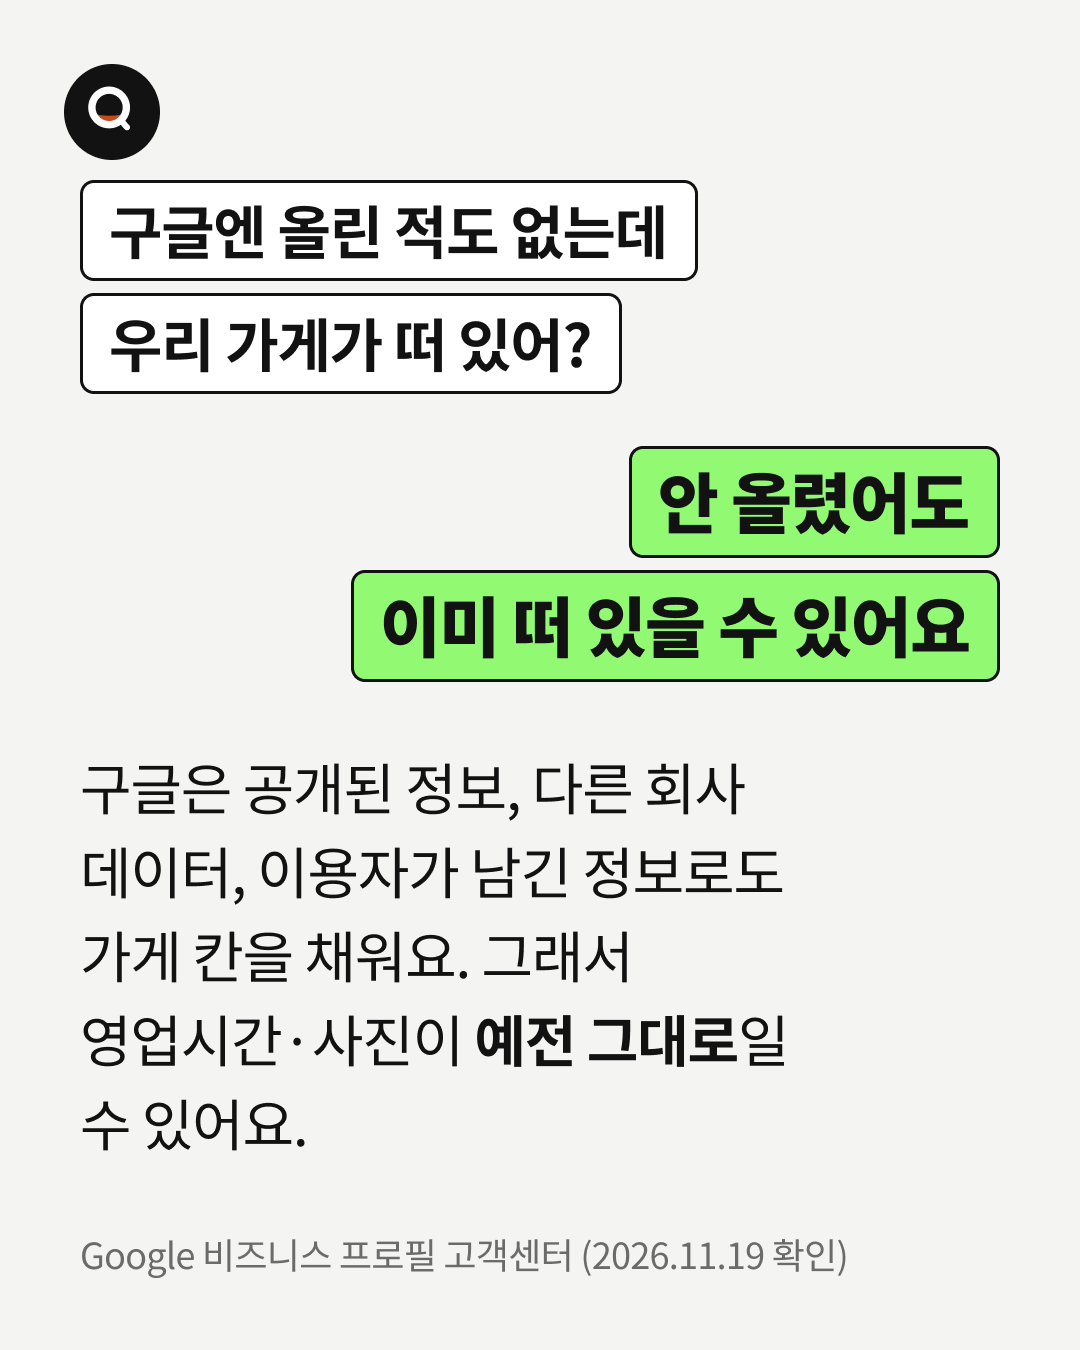 구글엔 올린 적도 없는데
우리 가게가 떠 있어?
안 올렸어도
이미 떠 있을 수 있어요
구글은 공개된 정보, 다른 회사
데이터, 이용자가 남긴 정보로도
가게 칸을 채워요. 그래서
영업시간·사진이 예전 그대로일
수 있어요.
Google 비즈니스 프로필 고객센터 (2026.11.19 확인)